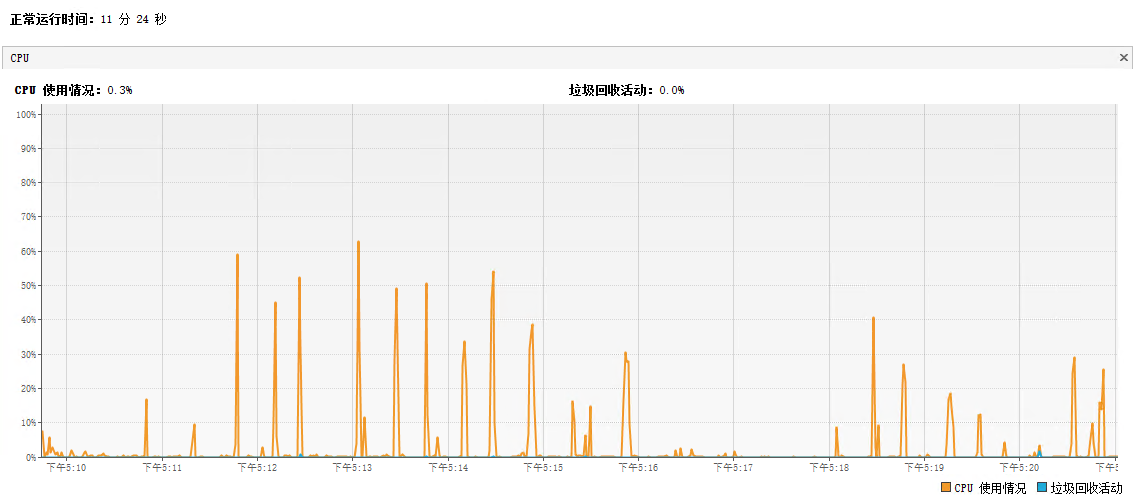 正常运行时间：11 分 24 秒
CPU
CPU 使用情况：0.3%
垃圾回收活动：0.0%
100%
90%
80%
70%
60%
50%
40%
30%
20%
10%
0%
下午5:10
下午5:11
下午5:12
下午5:13
下午5:14
下午5:15
下午5:16
下午5:17
下午5:18
下午5:19
下午5:20
下午5:
CPU 使用情况
垃圾回收活动